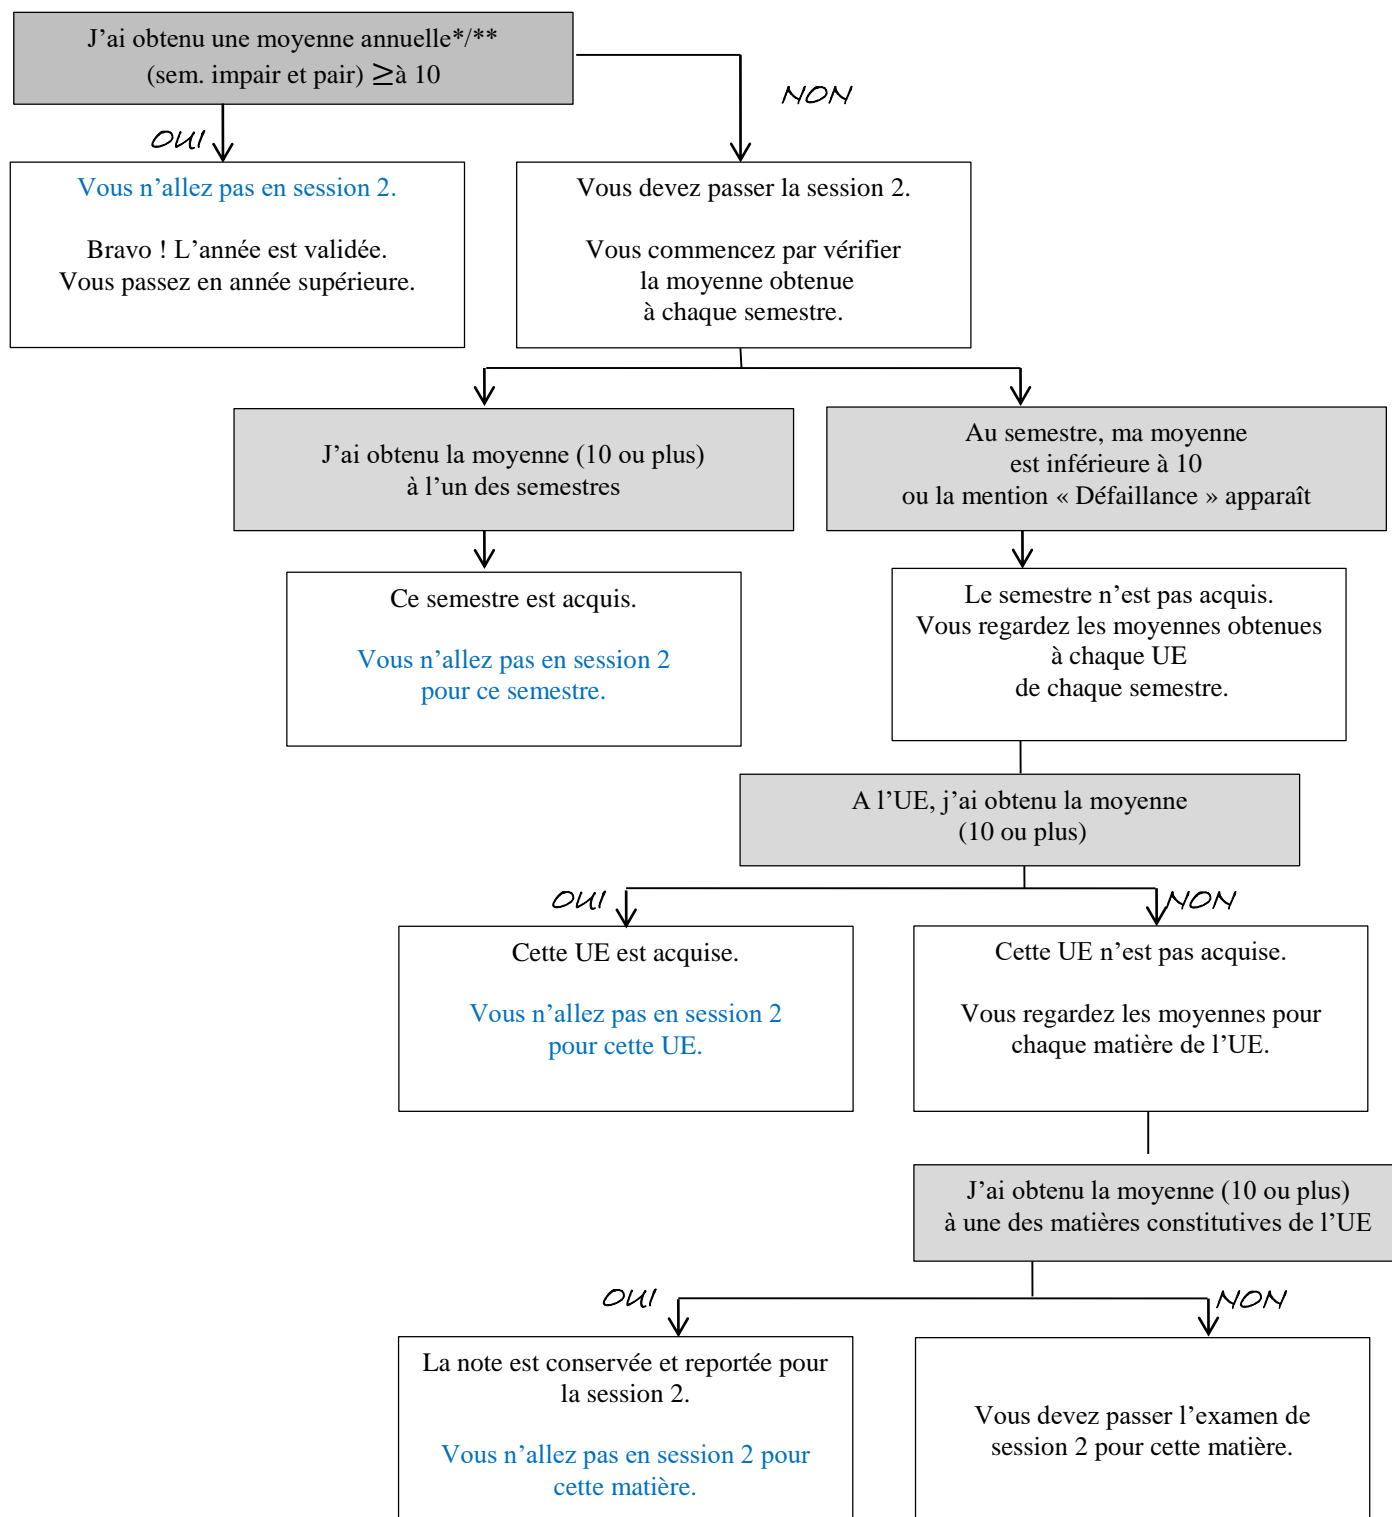 J’ai obtenu une moyenne annuelle*/**
(sem. impair et pair) ≥à 10
NON
OUI
Vous n’allez pas en session 2.
Bravo ! L’année est validée.
Vous passez en année supérieure.
Vous devez passer la session 2.
Vous commencez par vérifier
la moyenne obtenue
à chaque semestre.
J’ai obtenu la moyenne (10 ou plus)
à l’un des semestres
Au semestre, ma moyenne
est inférieure à 10
ou la mention « Défaillance » apparaît
Ce semestre est acquis.
Vous n’allez pas en session 2
pour ce semestre.
Le semestre n’est pas acquis.
Vous regardez les moyennes obtenues
à chaque UE
de chaque semestre.
A l’UE, j’ai obtenu la moyenne
(10 ou plus)
OUI
NON
Cette UE est acquise.
Vous n’allez pas en session 2
pour cette UE.
Cette UE n’est pas acquise.
Vous regardez les moyennes pour
chaque matière de l’UE.
J’ai obtenu la moyenne (10 ou plus)
à une des matières constitutives de l’UE
OUI
NON
La note est conservée et reportée pour
la session 2.
Vous n’allez pas en session 2 pour
cette matière.
Vous devez passer l’examen de
session 2 pour cette matière.